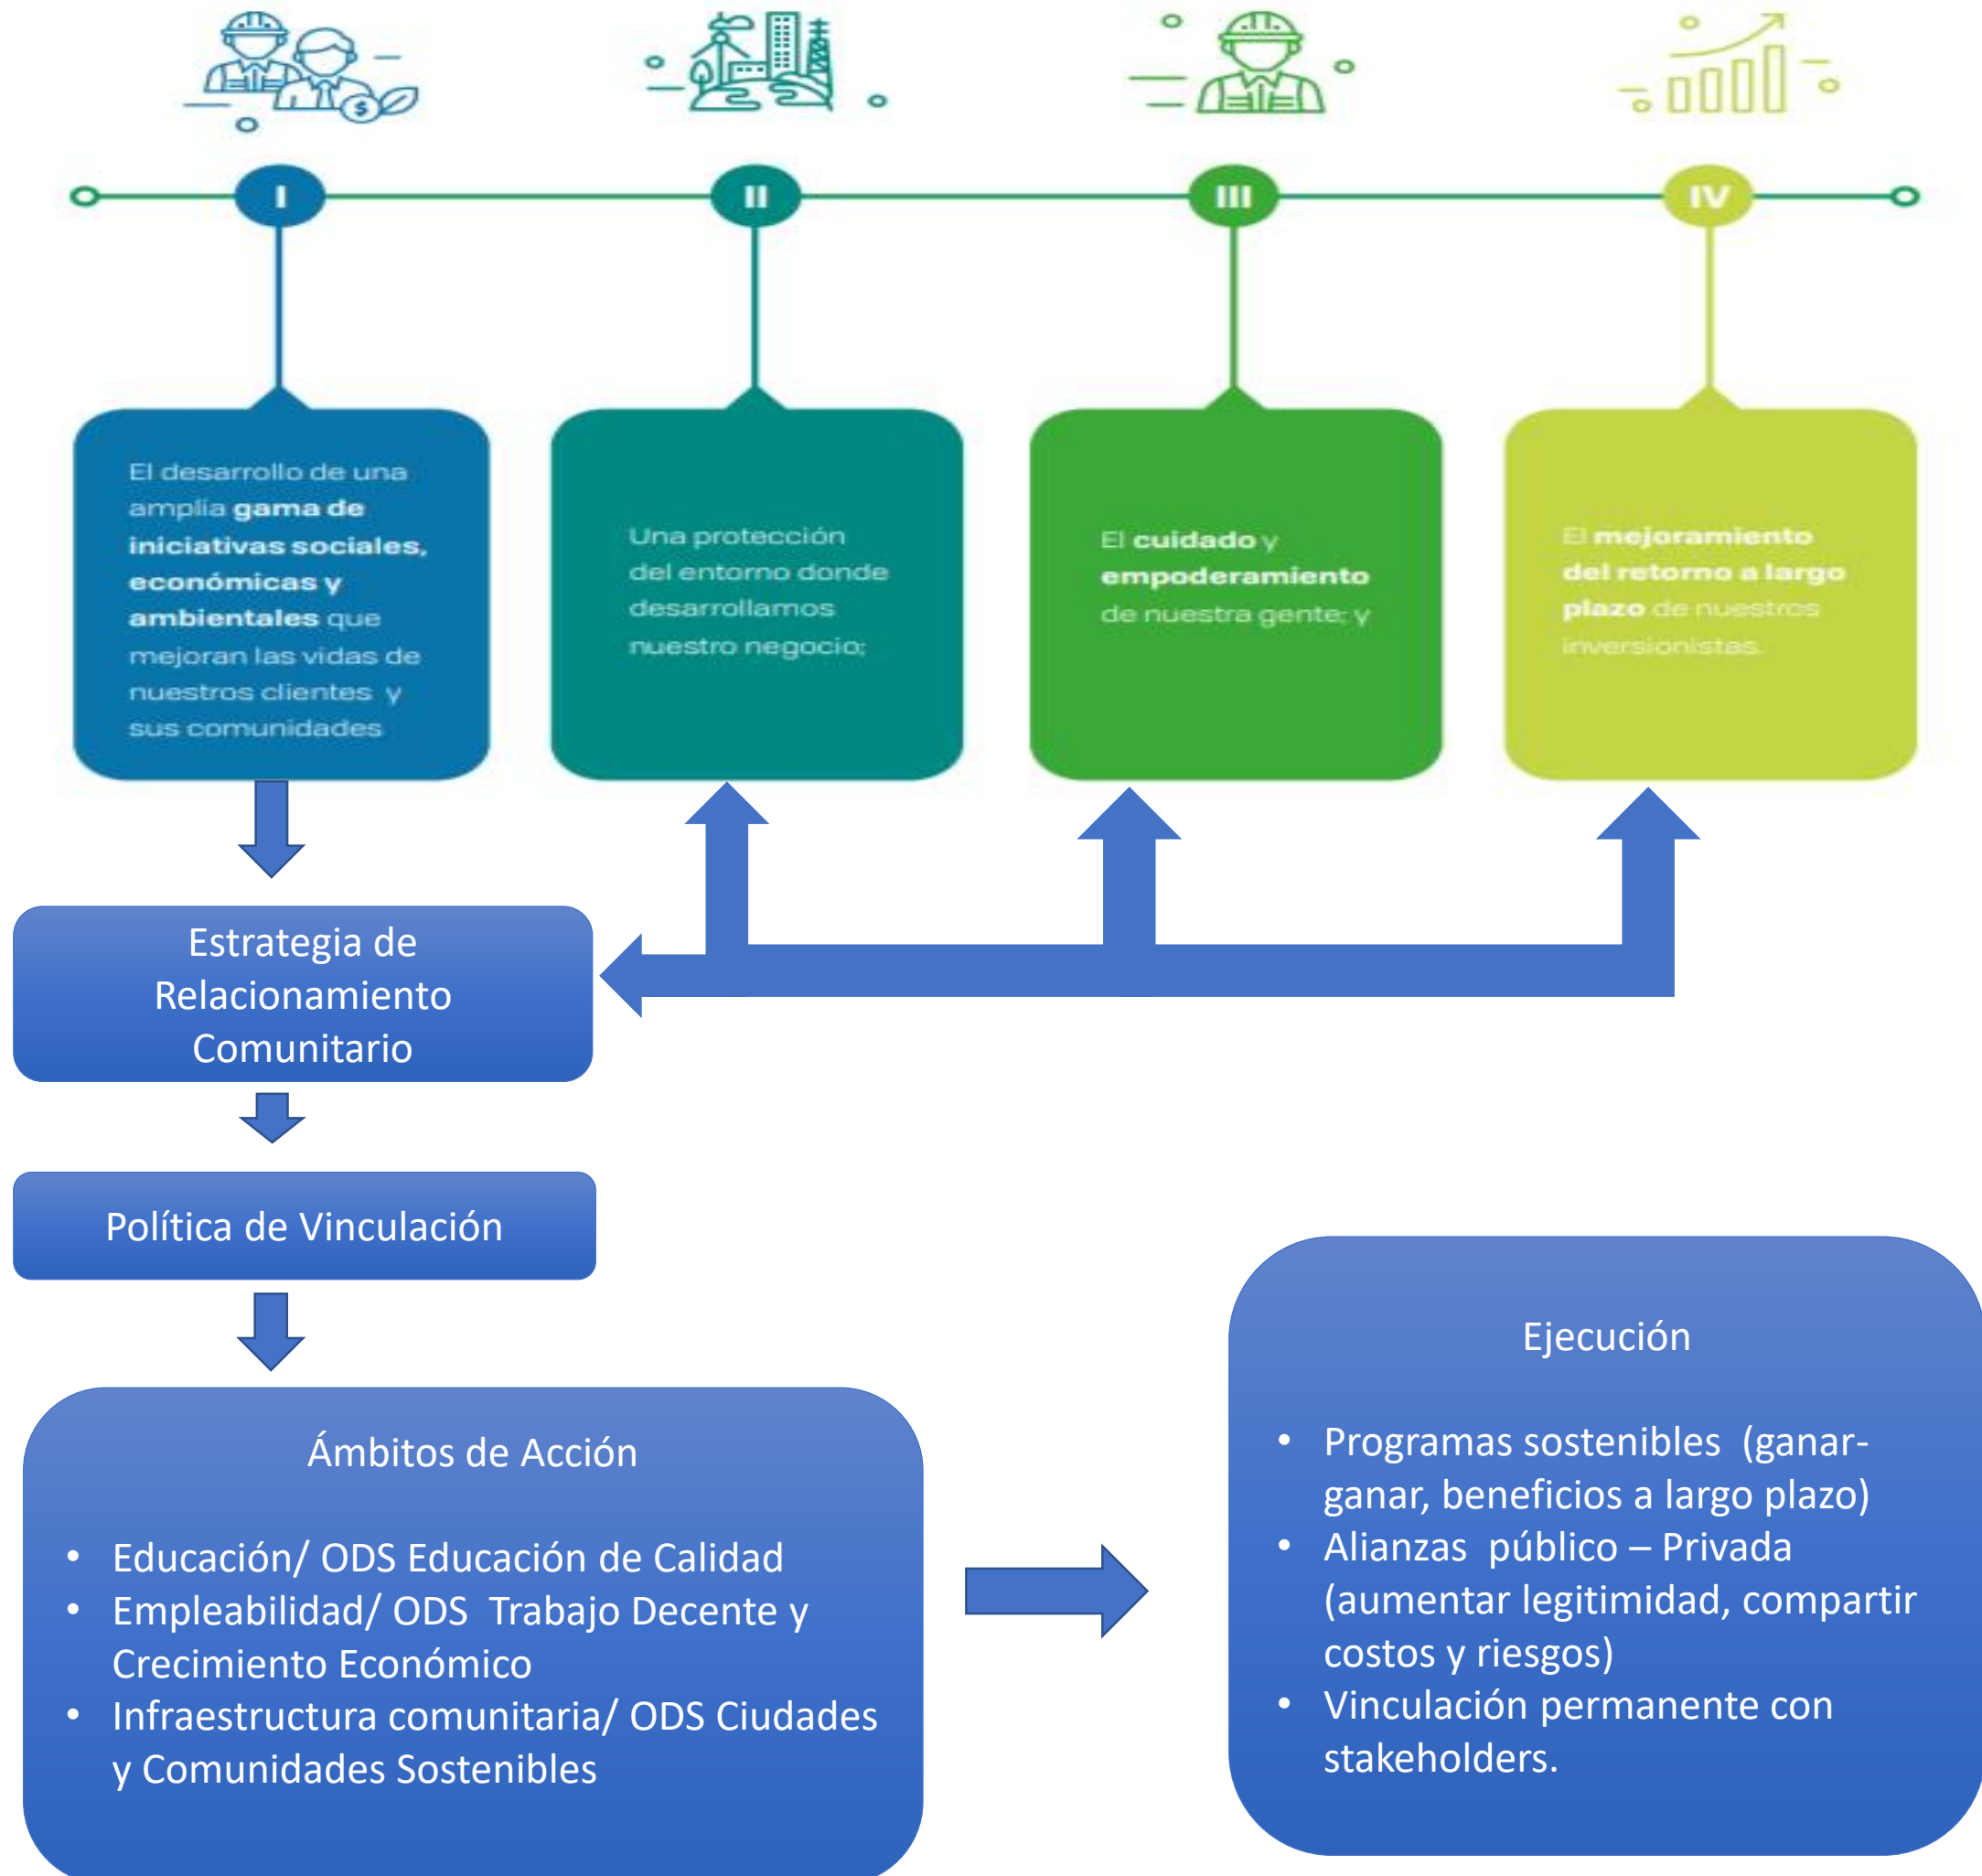 I
II
III
IV
El desarrollo de una
amplia gama de
iniciativas sociales,
económicas y
ambientales que
mejoran las vidas de
nuestros clientes y
sus comunidades
Una protección
del entorno donde
desarrollamos
nuestro negocio;
El cuidado y
empoderamiento
de nuestra gente; y
El mejoramiento
del retorno a largo
plazo de nuestros
inversionistas.
Estrategia de
Relacionamiento
Comunitario
Política de Vinculación
Ámbitos de Acción
• Educación/ ODS Educación de Calidad
• Empleabilidad/ ODS Trabajo Decente y
Crecimiento Económico
• Infraestructura comunitaria/ ODS Ciudades
y Comunidades Sostenibles
Ejecución
• Programas sostenibles (ganar-
ganar, beneficios a largo plazo)
• Alianzas público – Privada
(aumentar legitimidad, compartir
costos y riesgos)
• Vinculación permanente con
stakeholders.